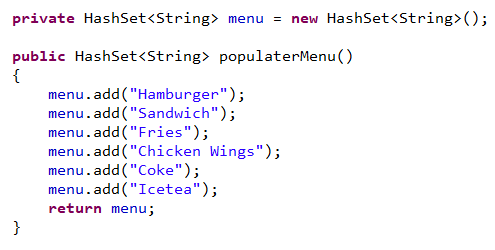 private HashSet<String> menu = new HashSet<String>();
public HashSet<String> populaterMenu()
{
menu.add("Hamburger");
menu.add("Sandwich");
menu.add("Fries");
menu.add("Chicken Wings");
menu.add("Coke");
menu.add("Icetea");
return menu;
}